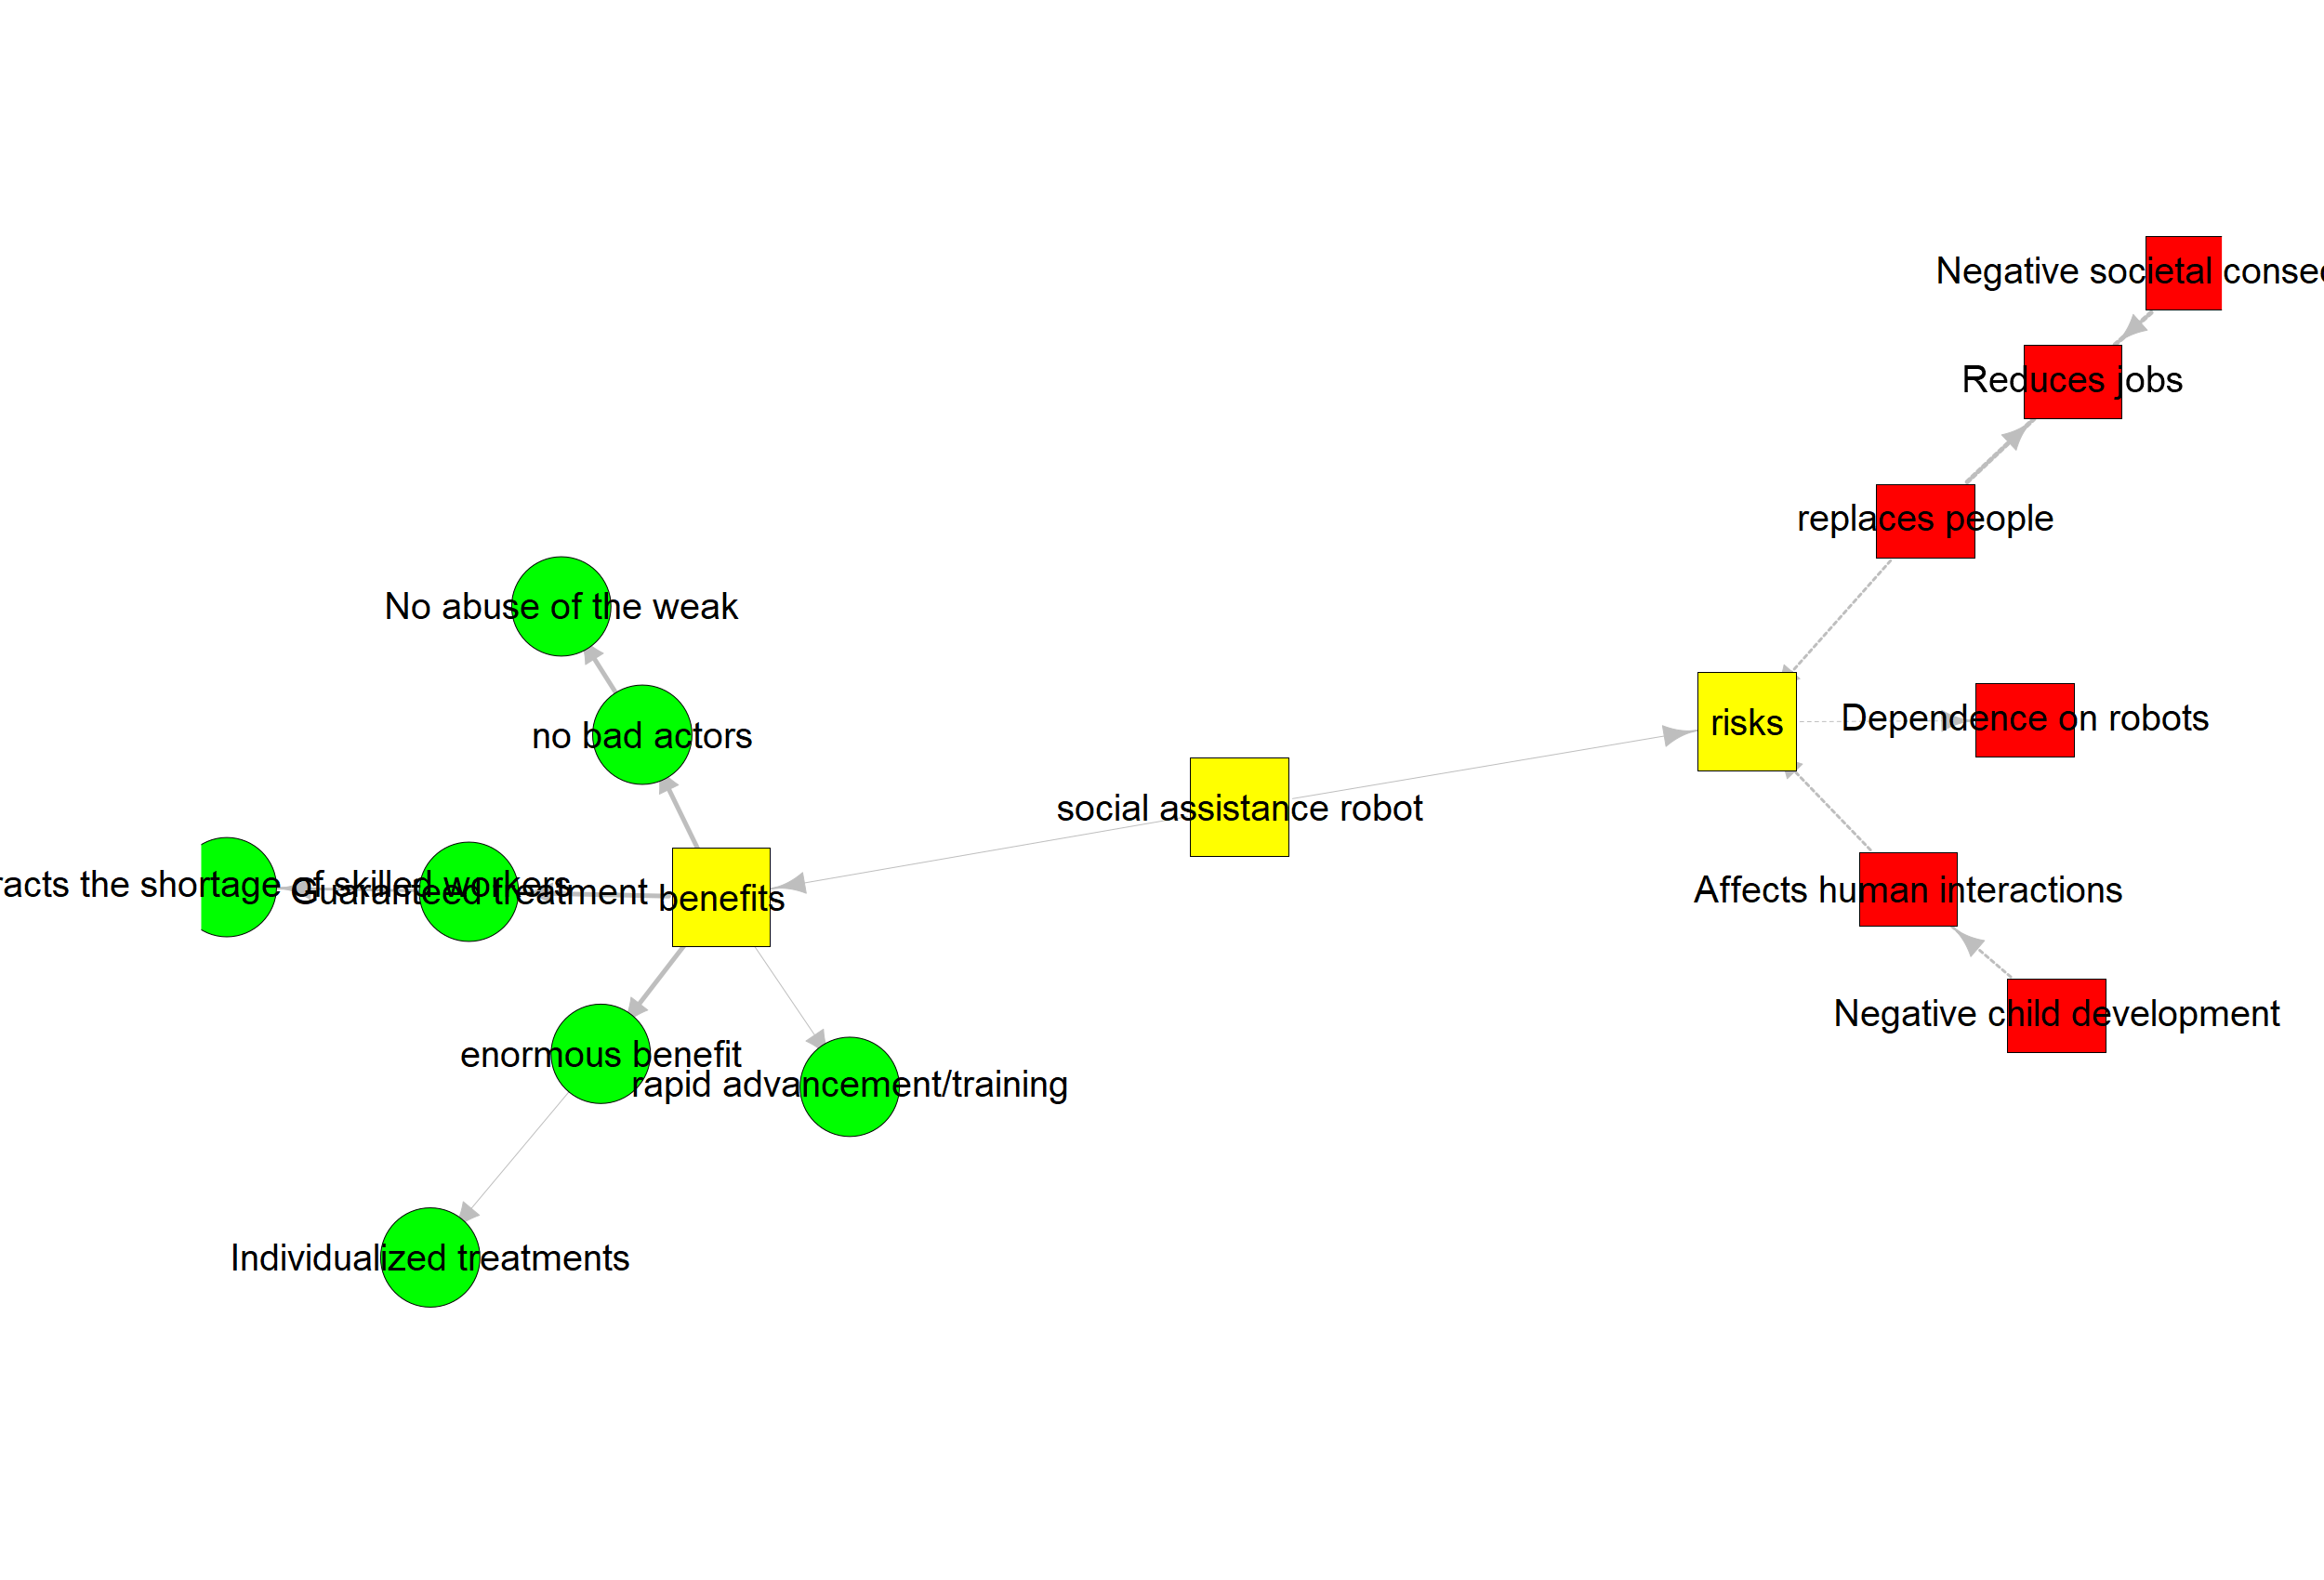 Negative societal consec
Reduces jobs
replaces people
No abuse of the weak
Dependence on robots
risks
no bad actors
social assistance robot
racts the shortage of skilled workers
Guaranteed treatment
benefits
Affects human interactions
Negative child development
enormous benefit
rapid advancement/training
Individualized treatments